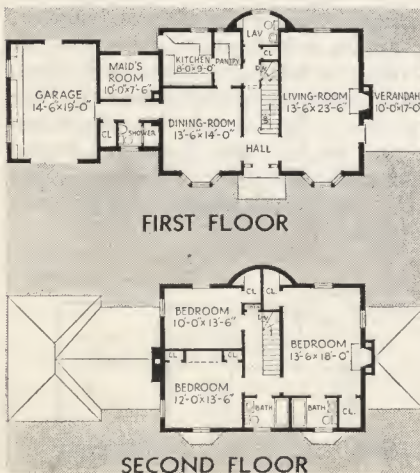 GARAGE
14'-6"x19'-0"
MAID'S
ROOM
10'-0"x7'-6"
CL
SHOWER
KITCHEN
8'-0"x9'-0"
PANTRY
LAV
CL
DN
DINING-ROOM
13'-6"x14'-0"
HALL
LIVING-ROOM
13'-6"x23'-6"
VERANDAH
10'-0"x17'-0"
FIRST FLOOR
CL
CL
BEDROOM
10'-0"x13'-6"
DN
BEDROOM
13'-6"x18'-0"
CL
CL
BEDROOM
12'-0"x13'-6"
BATH
BATH
CL.
SECOND FLOOR